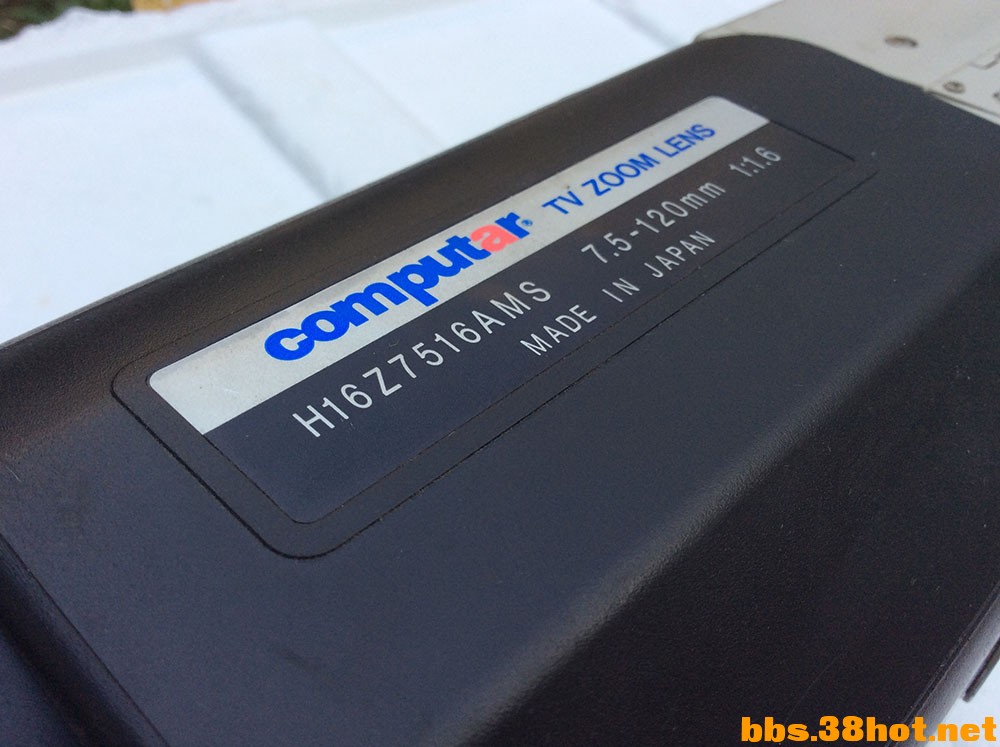 computar® TV ZOOM LENS
H16Z7516AMS 7.5-120mm 1:1.6
MADE IN JAPAN
bbs.38hot.net